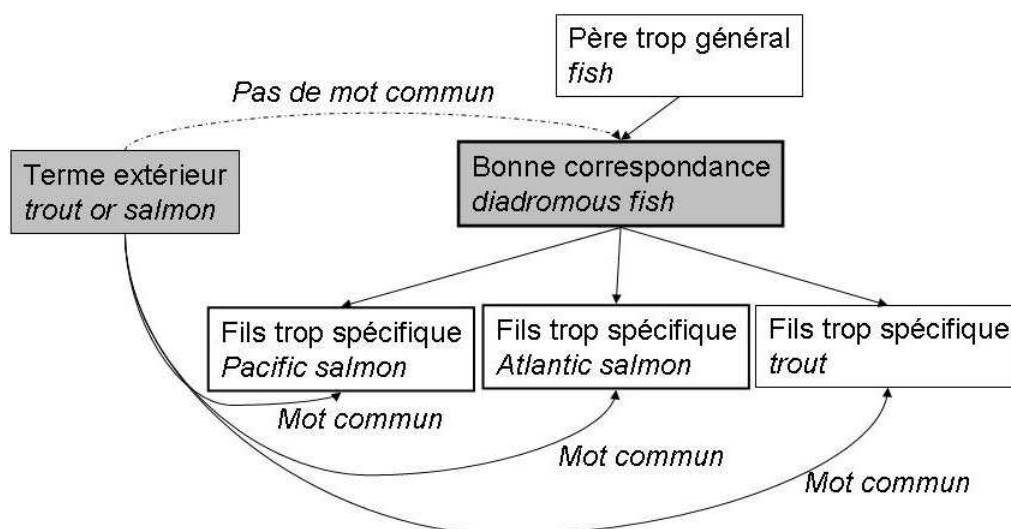 Père trop général
fish
Pas de mot commun
Terme extérieur
trout or salmon
Bonne correspondance
diadromous fish
Fils trop spécifique
Pacific salmon
Fils trop spécifique
Atlantic salmon
Fils trop spécifique
trout
Mot commun
Mot commun
Mot commun